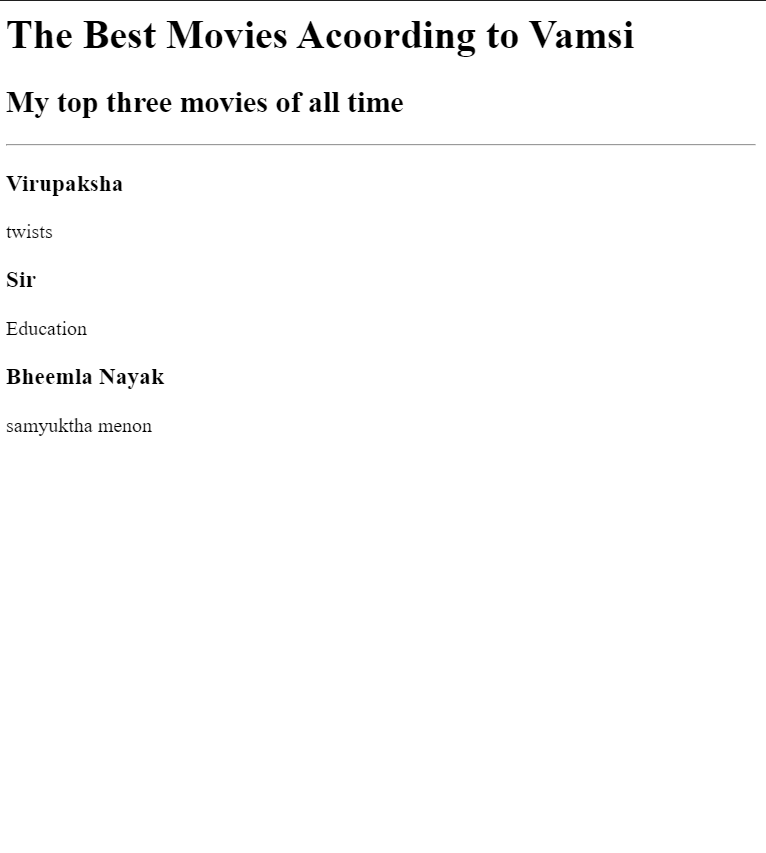 The Best Movies Acoording to Vamsi
My top three movies of all time
Virupaksha
twists
Sir
Education
Bheemla Nayak
samyuktha menon